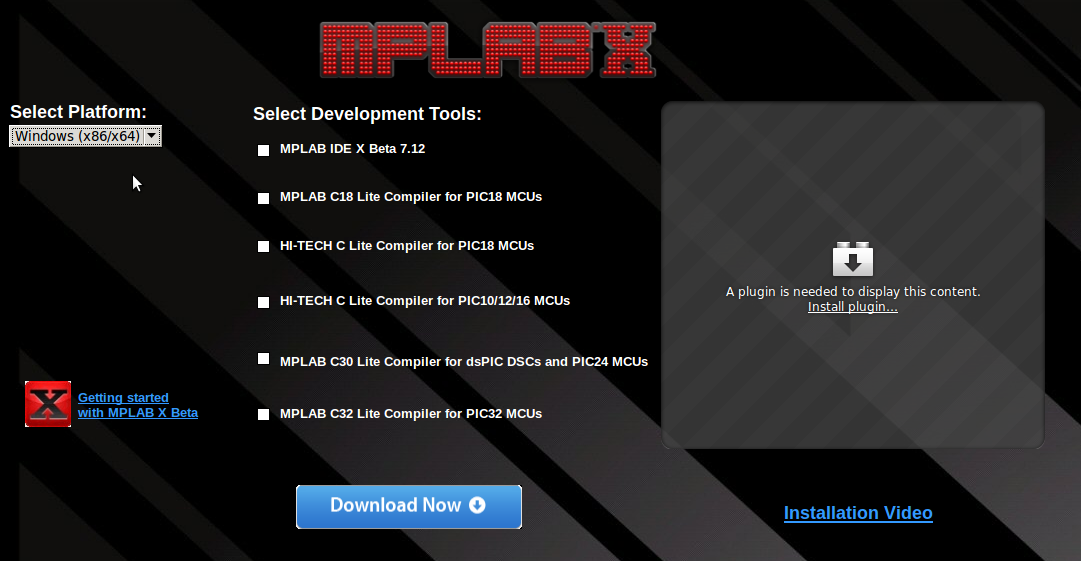 MPLAB X
Select Platform:
Windows (x86/x64)
Select Development Tools:
MPLAB IDE X Beta 7.12
MPLAB C18 Lite Compiler for PIC18 MCUs
HI-TECH C Lite Compiler for PIC18 MCUs
HI-TECH C Lite Compiler for PIC10/12/16 MCUs
MPLAB C30 Lite Compiler for dsPIC DSCs and PIC24 MCUs
MPLAB C32 Lite Compiler for PIC32 MCUs
A plugin is needed to display this content.
Install plugin...
X
Getting started
with MPLAB X Beta
Download Now
Installation Video